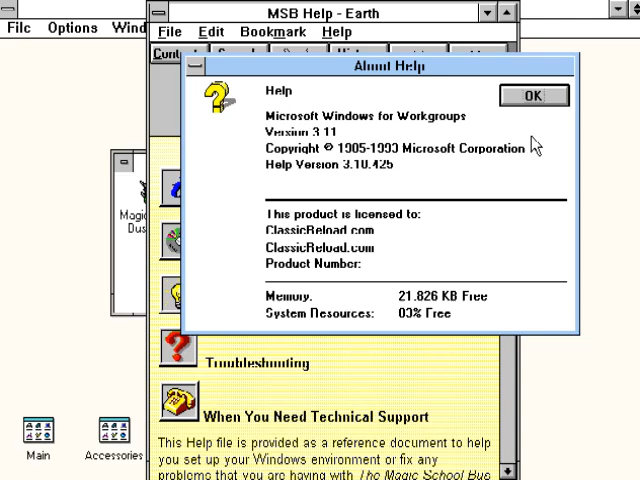 MSB Help - Earth
File Options Wind
File Edit Bookmark Help
About Help
Help
OK
Microsoft Windows for Workgroups
Version 3.11
Copyright © 1985-1993 Microsoft Corporation
Help Version 3.10.425
Magic
Bus
This product is licensed to:
ClassicReload.com
ClassicReload.com
Product Number:
Memory: 21,826 KB Free
System Resources: 83% Free
Troubleshooting
When You Need Technical Support
Main
Accessories
This Help file is provided as a reference document to help
you set up your Windows environment or fix any
problems that you are having with The Magic School Bus